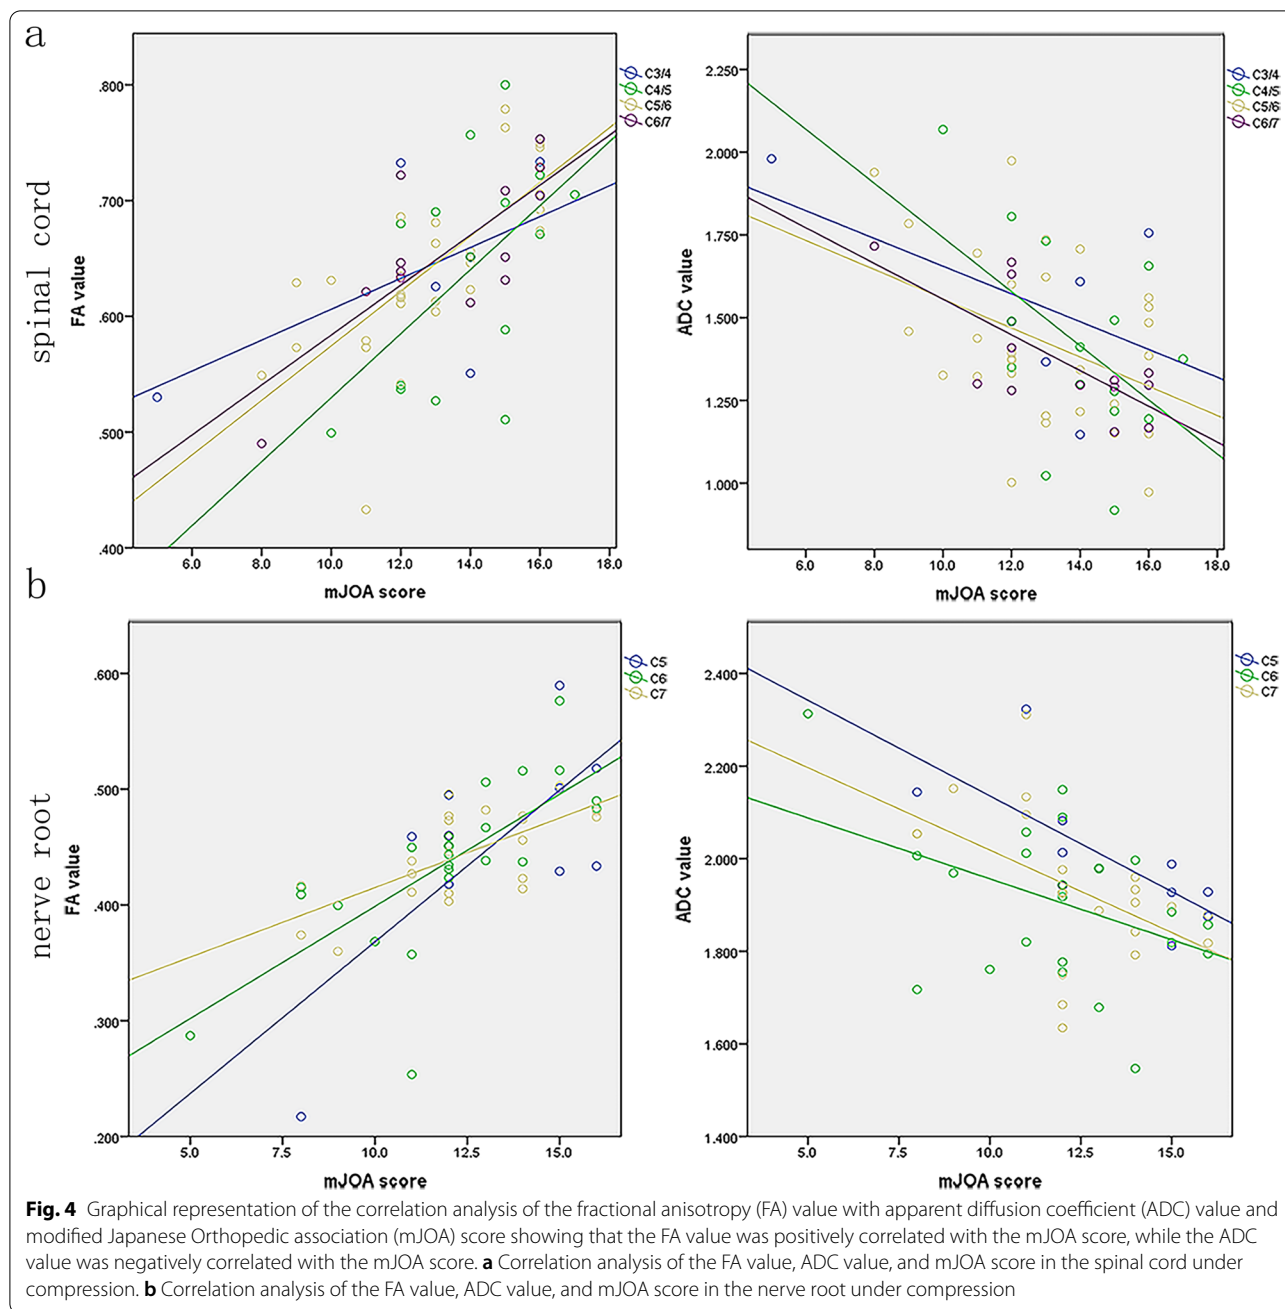 a
.800
.700
.600
.500
.400
6.0 8.0 10.0 12.0 14.0 16.0 18.0
mJOA score
FA value
spinal cord
C3/4
C4/5
C5/6
C6/7
2.250
2.000
1.750
1.500
1.250
1.000
6.0 8.0 10.0 12.0 14.0 16.0 18.0
mJOA score
ADC value
C3/4
C4/5
C5/6
C6/7
b
.600
.500
.400
.300
.200
5.0 7.5 10.0 12.5 15.0
mJOA score
FA value
nerve root
C5
C6
C7
2.400
2.200
2.000
1.800
1.600
1.400
5.0 7.5 10.0 12.5 15.0
mJOA score
ADC value
C5
C6
C7
Fig. 4 Graphical representation of the correlation analysis of the fractional anisotropy (FA) value with apparent diffusion coefficient (ADC) value and
modified Japanese Orthopedic association (mJOA) score showing that the FA value was positively correlated with the mJOA score, while the ADC
value was negatively correlated with the mJOA score. a Correlation analysis of the FA value, ADC value, and mJOA score in the spinal cord under
compression. b Correlation analysis of the FA value, ADC value, and mJOA score in the nerve root under compression